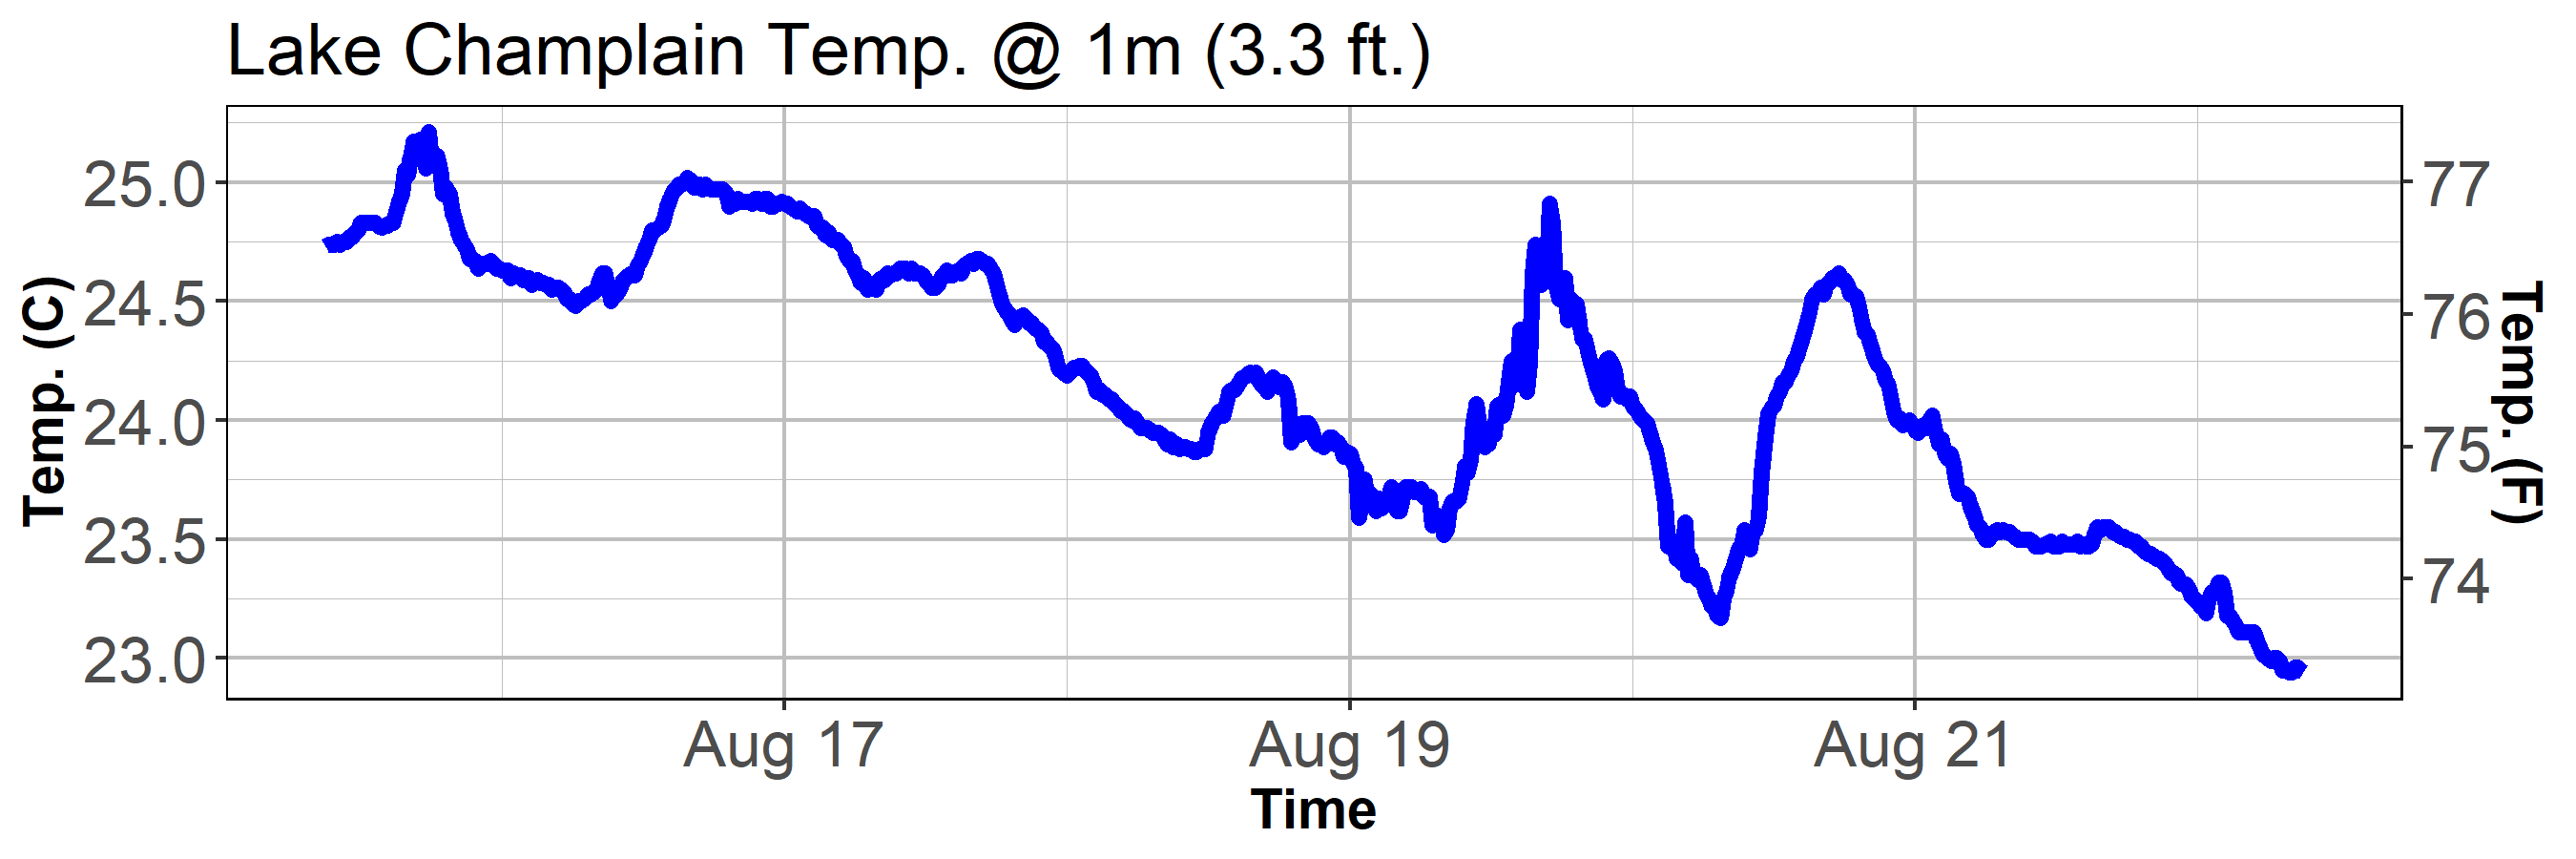 Lake Champlain Temp. @ 1m (3.3 ft.)
Temp. (C)
25.0
24.5
24.0
23.5
23.0
77
76
75
74
Temp. (F)
Aug 17
Aug 19
Aug 21
Time